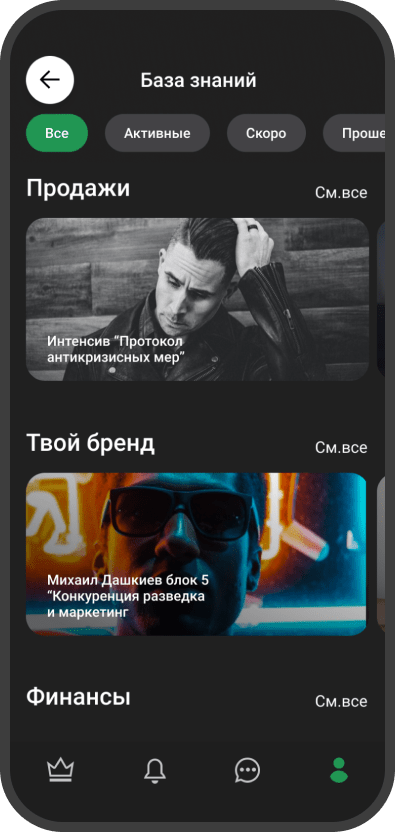 База знаний
Все
Активные
Скоро
Проше
Продажи
См.все
Интенсив “Протокол
антикризисных мер”
Твой бренд
См.все
Михаил Дашкиев блок 5
“Конкуренция разведка
и маркетинг
Финансы
См.все